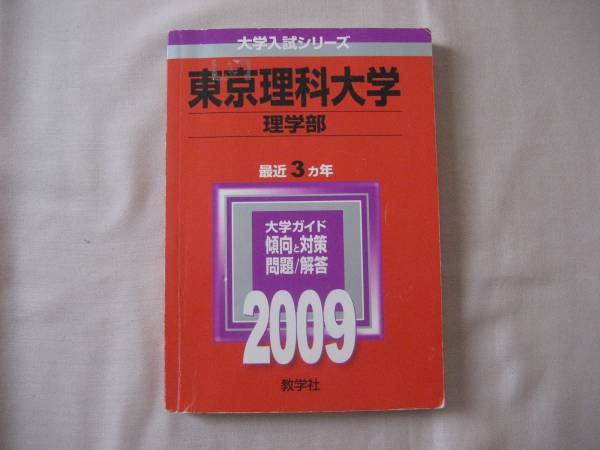 大学入試シリーズ
東京理科大学
理学部
最近3カ年
大学ガイド
傾向と対策
問題/解答
2009
教学社